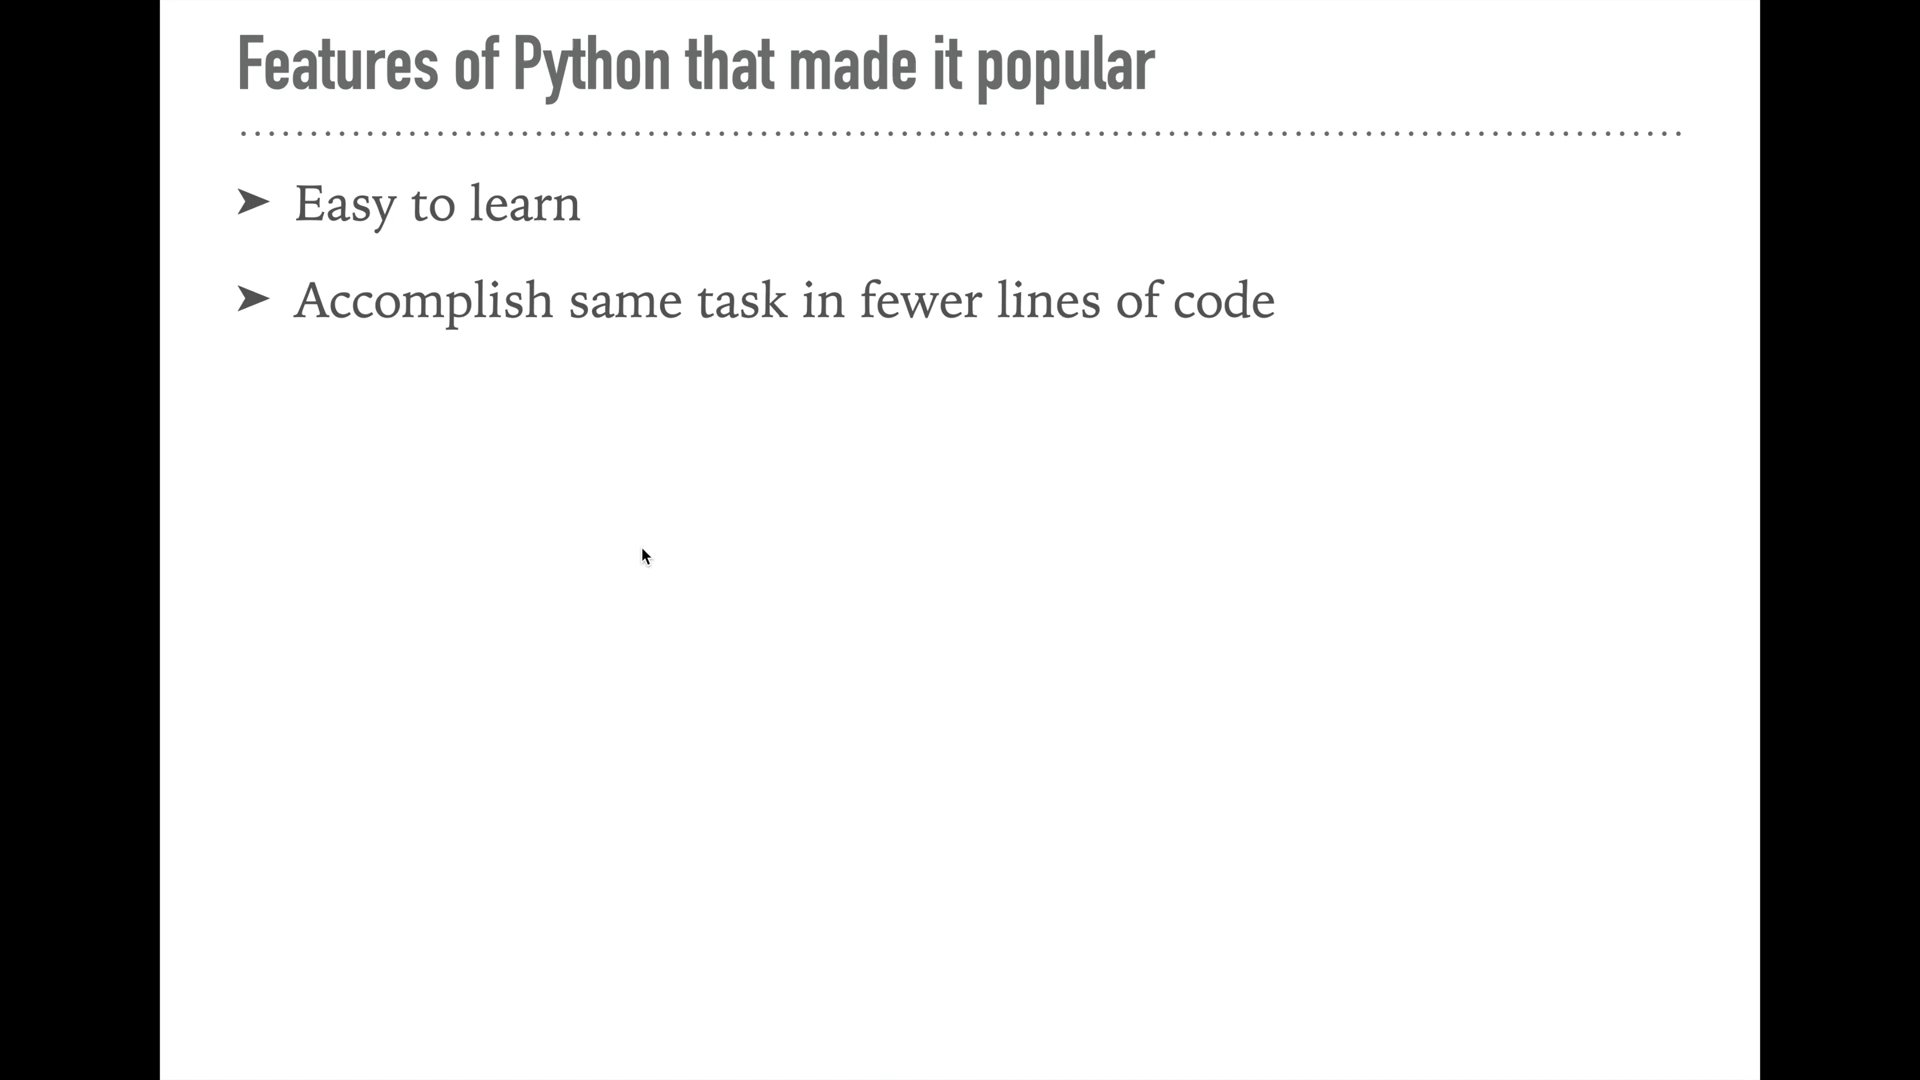 Features of Python that made it popular
➤ Easy to learn
➤ Accomplish same task in fewer lines of code